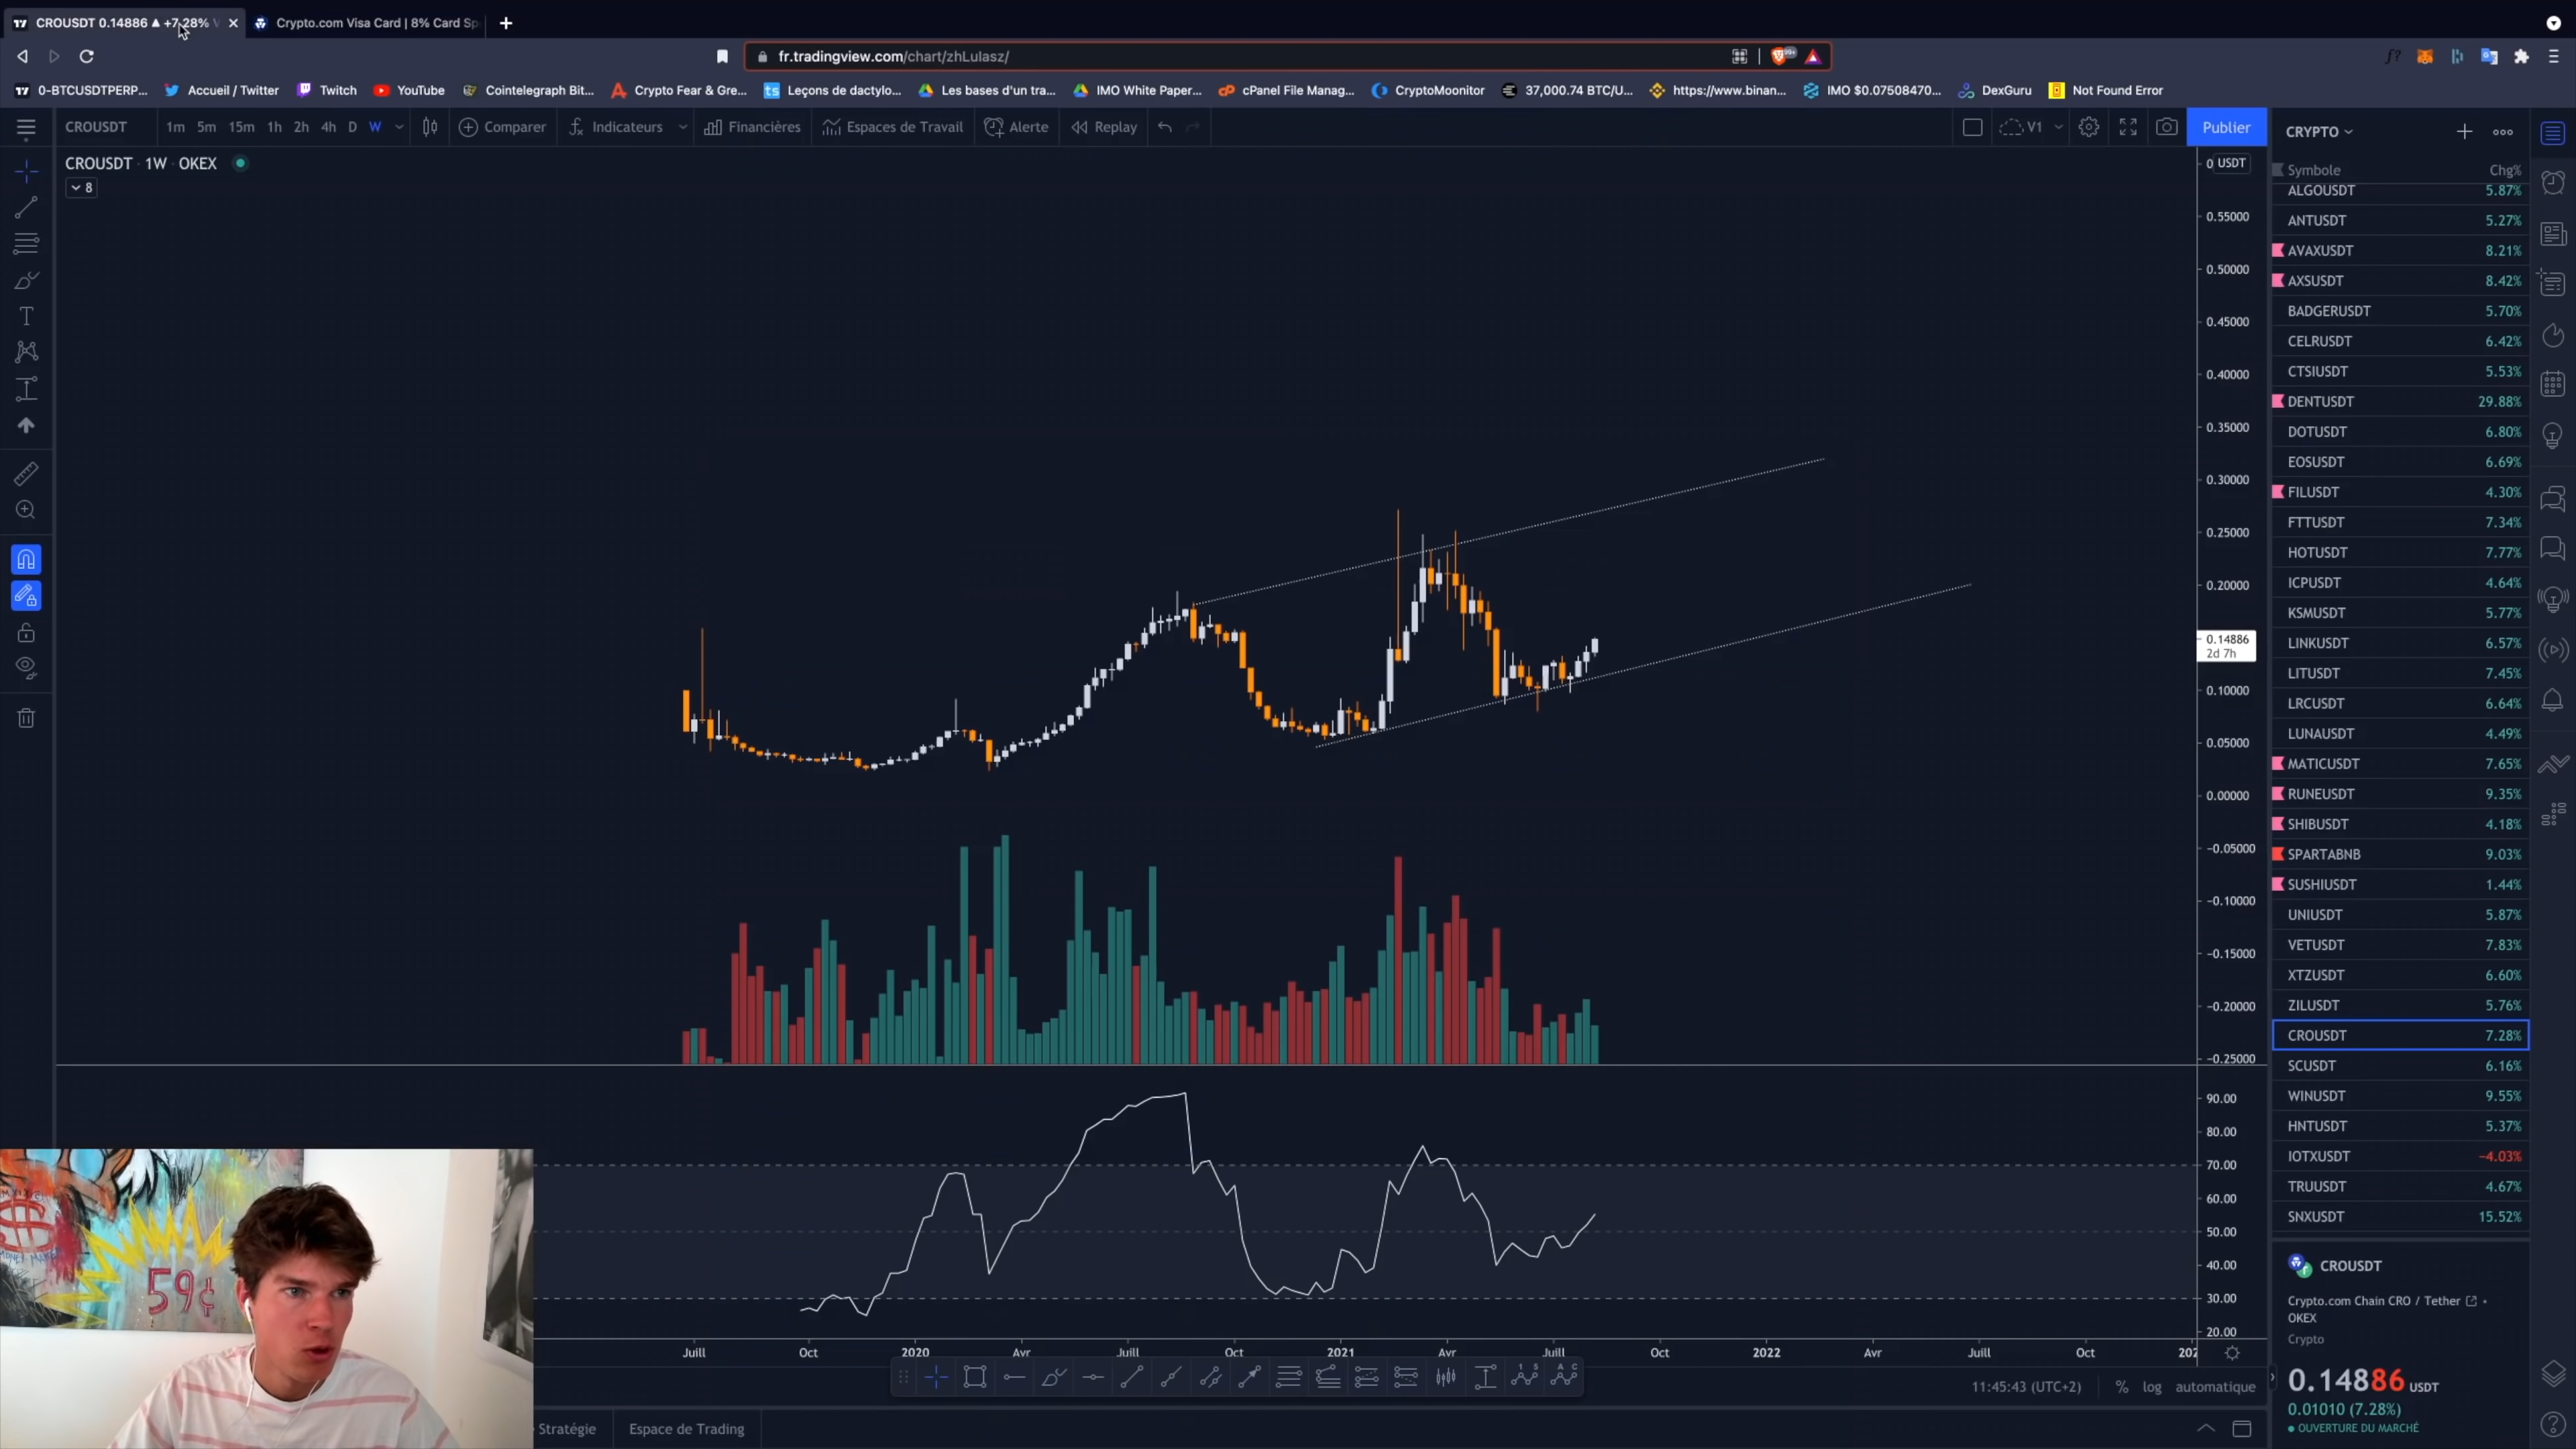 CROUSDT 0.14886 ▲ +7.28%
Crypto.com Visa Card | 8% Card Sp
fr.tradingview.com/chart/zhLulasz/
0-BTCUSDTPERP...
Accueil / Twitter
Twitch
YouTube
Cointelegraph Bit...
Crypto Fear & Gre...
Leçons de dactylo...
Les bases d'un tra...
IMO White Paper...
cPanel File Manag...
CryptoMoonitor
37,000.74 BTC/U...
https://www.binan...
IMO $0.07508470...
DexGuru
Not Found Error
CROUSDT 1m 5m 15m 1h 2h 4h D W
Comparer
Indicateurs
Financières
Espaces de Travail
Alerte
Replay
V1
Publier
CRYPTO
CROUSDT 1W OKEX
8
USDT
0.55000
0.50000
0.45000
0.40000
0.35000
0.30000
0.25000
0.20000
0.14886
2d 7h
0.10000
0.05000
0.00000
-0.05000
-0.10000
-0.15000
-0.20000
-0.25000
90.00
80.00
70.00
60.00
50.00
40.00
30.00
20.00
Symbole Chg%
ALGOUSDT 5.87%
ANTUSDT 5.27%
AVAXUSDT 8.21%
AXSUSDT 8.42%
BADGERUSDT 5.70%
CELRUSDT 6.42%
CTSIUSDT 5.53%
DENTUSDT 29.88%
DOTUSDT 6.80%
EOSUSDT 6.69%
FILUSDT 4.30%
FTTUSDT 7.34%
HOTUSDT 7.77%
ICPUSDT 4.64%
KSMUSDT 5.77%
LINKUSDT 6.57%
LITUSDT 7.45%
LRCUSDT 6.64%
LUNAUSDT 4.49%
MATICUSDT 7.65%
RUNEUSDT 9.35%
SHIBUSDT 4.18%
SPARTABNB 9.03%
SUSHIUSDT 1.44%
UNIUSDT 5.87%
VETUSDT 7.83%
XTZUSDT 6.60%
ZILUSDT 5.76%
CROUSDT 7.28%
SCUSDT 6.16%
WINUSDT 9.55%
HNTUSDT 5.37%
IOTXUSDT −4.03%
TRUUSDT 4.67%
SNXUSDT 15.52%
CROUSDT
Crypto.com Chain CRO / Tether
OKEX
Crypto
0.14886 USDT
0.01010 (7.28%)
OUVERTURE DU MARCHÉ
59¢
Juill Oct 2020 Avr Juill Oct 2021 Avr Juill Oct 2022 Avr Juill Oct
11:45:43 (UTC+2) % log automatique
Stratégie
Espace de Trading